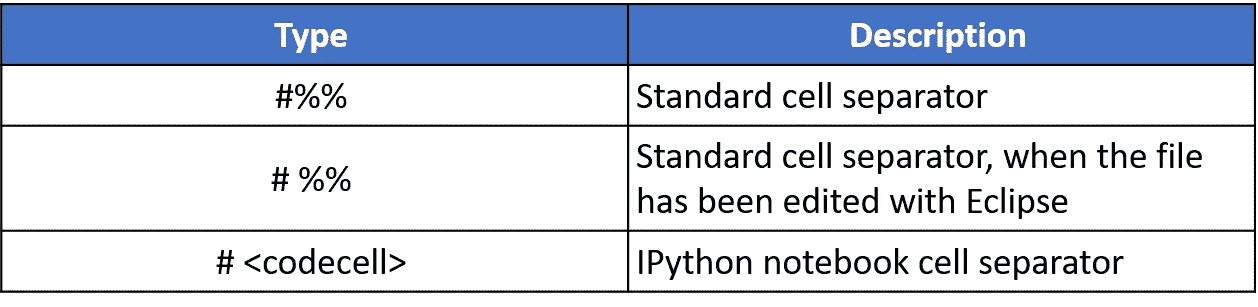 Type Description
#%% Standard cell separator
# %% Standard cell separator, when the file
has been edited with Eclipse
# <codecell> IPython notebook cell separator